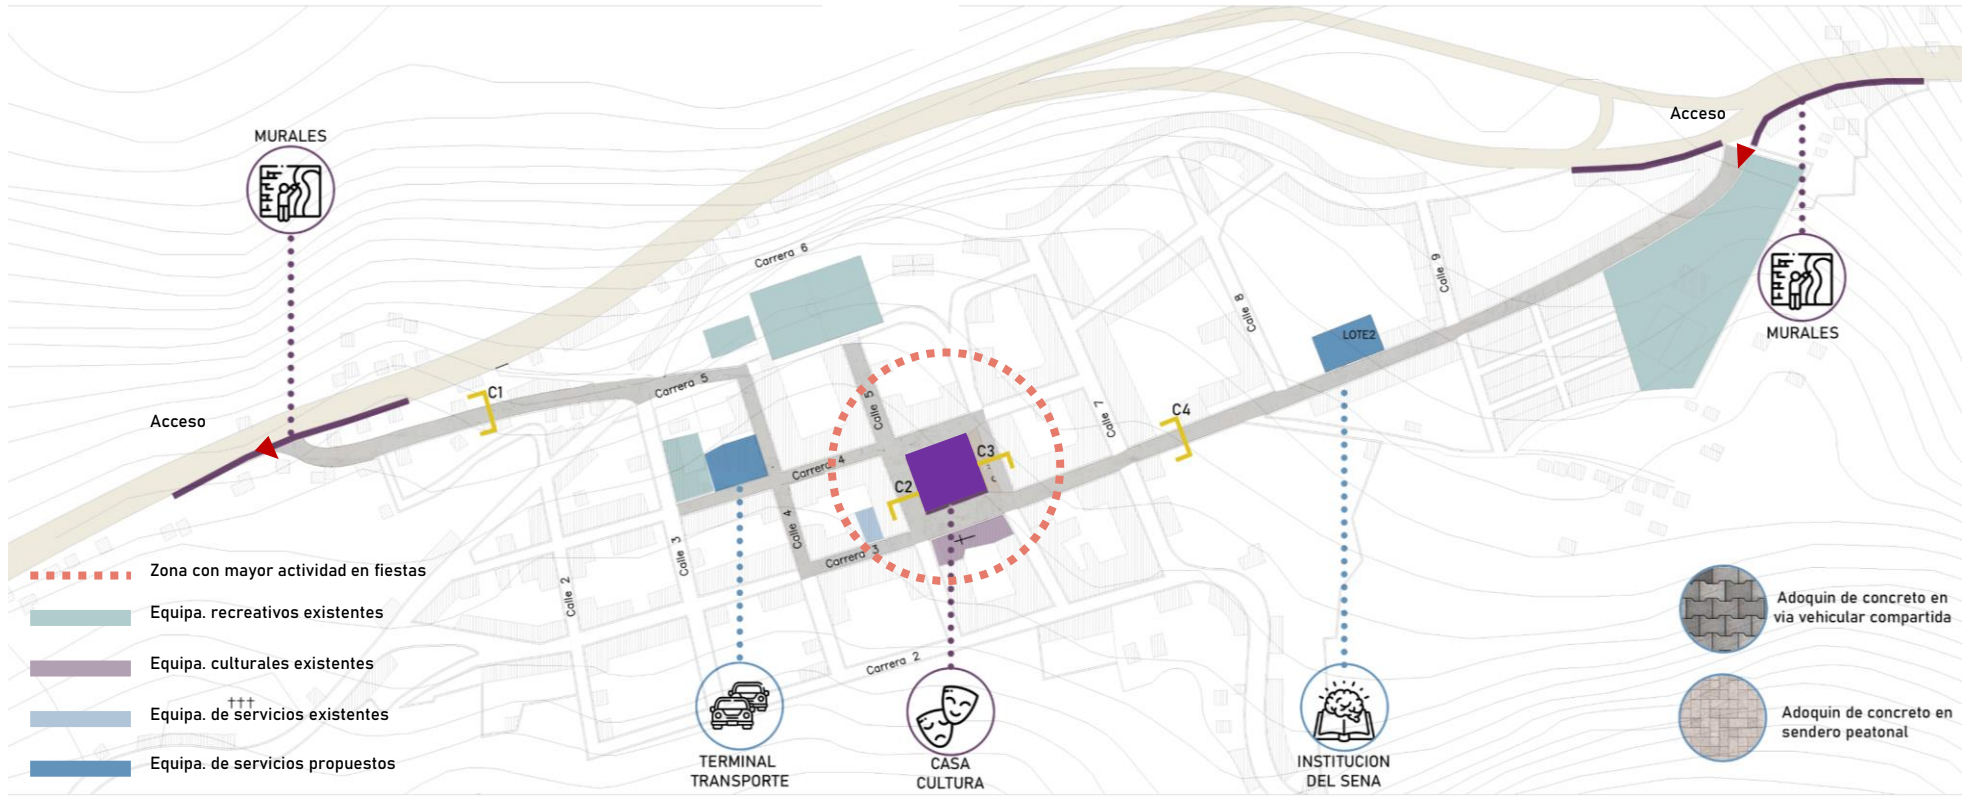 MURALES
Acceso
Carrera 6
Calle 9
Calle 8
MURALES
LOTE2
Carrera 5
C1
Calle 5
Calle 7
C4
Acceso
C3
Carrera 4
C2
Calle 4
Calle 3
Carrera 3
Calle 2
Carrera 2
Zona con mayor actividad en fiestas
Equipa. recreativos existentes
Equipa. culturales existentes
Equipa. de servicios existentes
Equipa. de servicios propuestos
TERMINAL
TRANSPORTE
CASA
CULTURA
INSTITUCION
DEL SENA
Adoquin de concreto en
via vehicular compartida
Adoquin de concreto en
sendero peatonal